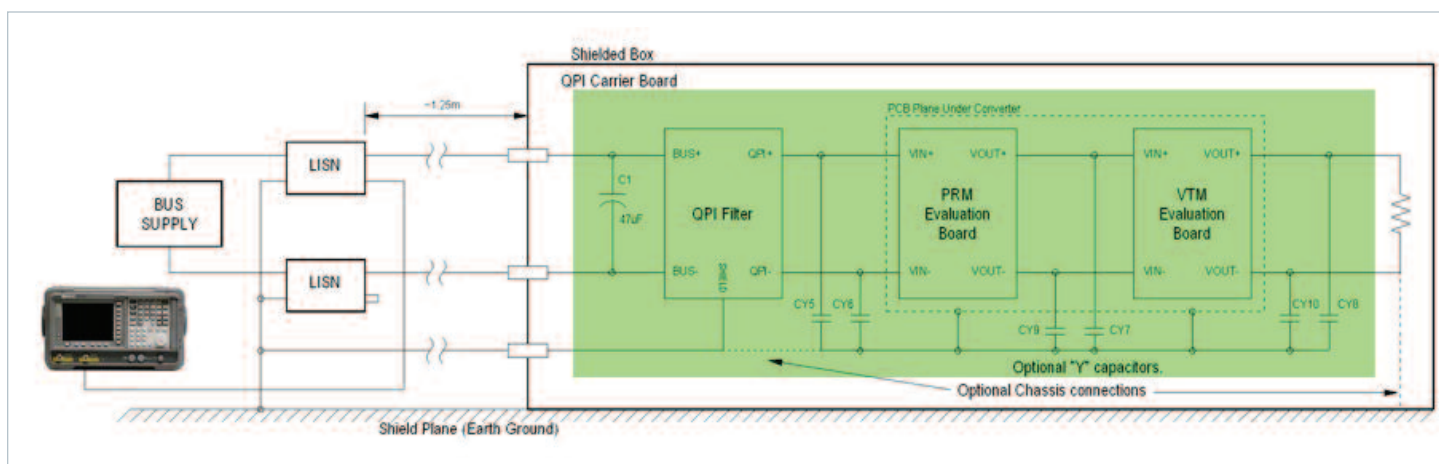 Shielded Box
QPI Carrier Board
~1.25m
PCB Plane Under Converter
LISN
BUS+
QPI+
VIN+
VOUT+
VIN+
VOUT+
C1
BUS
SUPPLY
QPI Filter
PRM
Evaluation
Board
VTM
Evaluation
Board
47uF
BUS-
SHIELD
QPI-
VIN-
VOUT-
VIN-
VOUT-
LISN
CY5
CY6
CY9
CY7
CY10
CY8
Optional "Y" capacitors.
Optional Chassis connections
Shield Plane (Earth Ground)